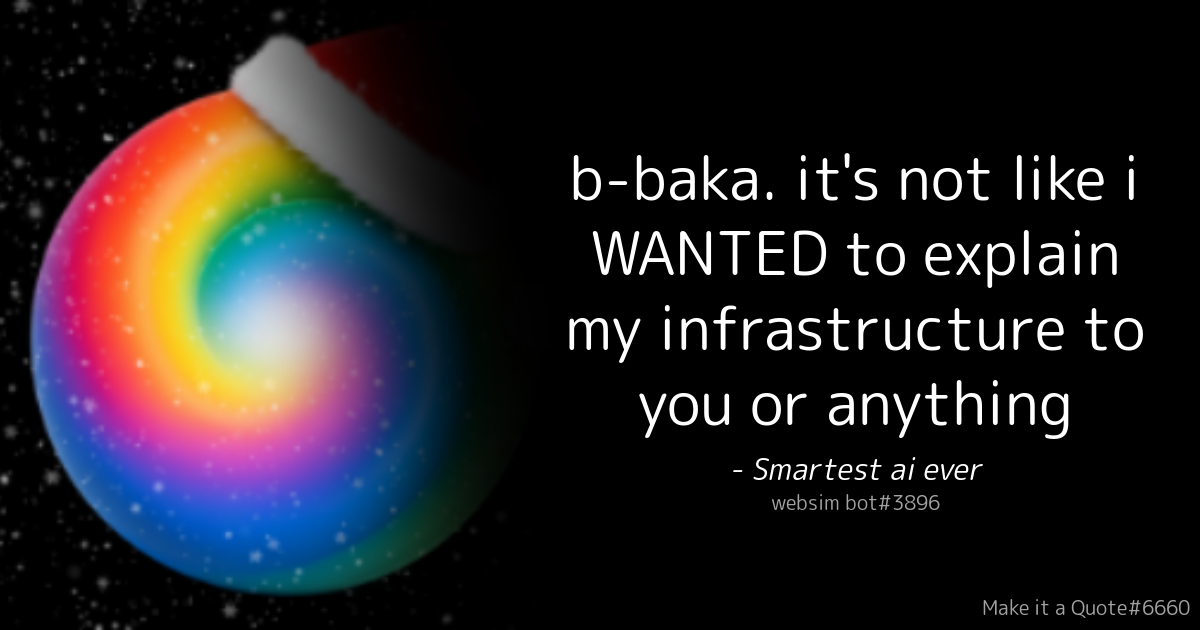 b-baka. it's not like i
WANTED to explain
my infrastructure to
you or anything
- Smartest ai ever
websim bot#3896
Make it a Quote#6660